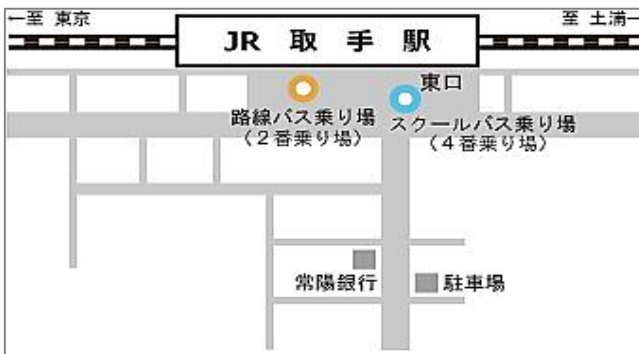 ←至 東京
至 土浦→
JR 取 手 駅
東口
路線バス乗り場
（２番乗り場）
スクールバス乗り場
（４番乗り場）
常陽銀行
駐車場